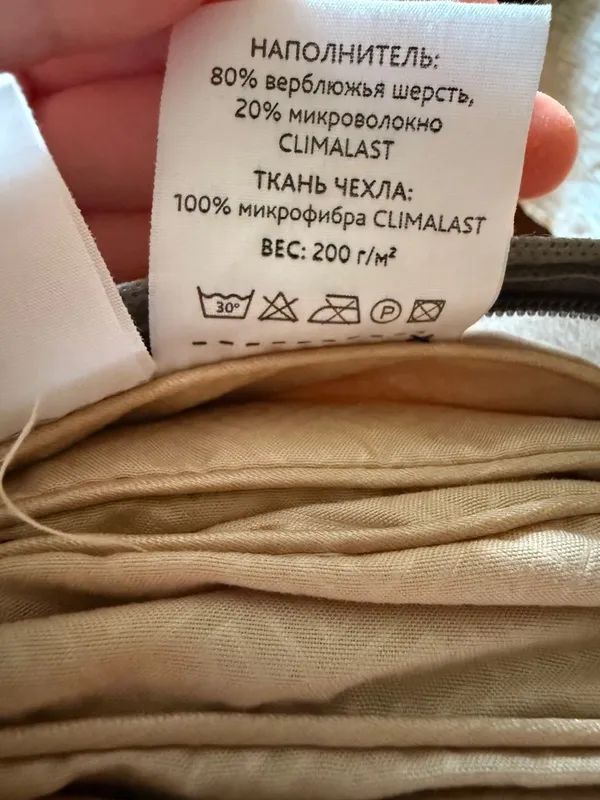 НАПОЛНИТЕЛЬ:
80% верблюжья шерсть,
20% микроволокно
CLIMALAST
ТКАНЬ ЧЕХЛА:
100% микрофибра CLIMALAST
ВЕС: 200 г/м²
30° P